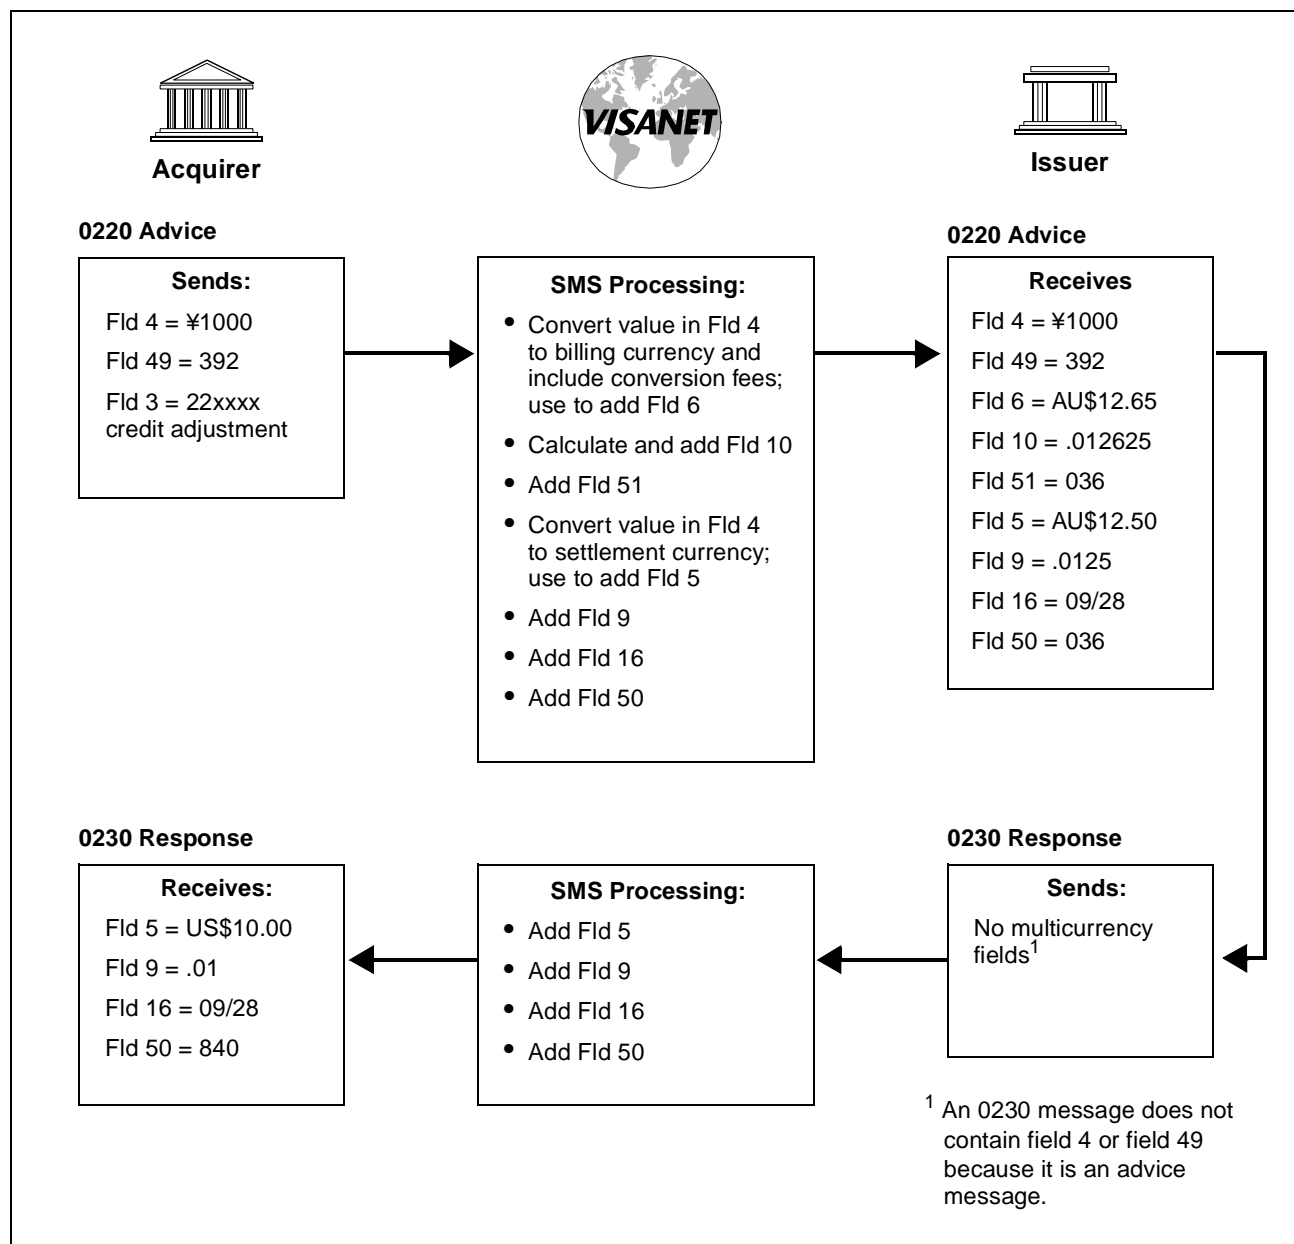 VISANET
Acquirer
Issuer
0220 Advice
Sends:
Fld 4 = ¥1000
Fld 49 = 392
Fld 3 = 22xxxx
credit adjustment
SMS Processing:
• Convert value in Fld 4
to billing currency and
include conversion fees;
use to add Fld 6
• Calculate and add Fld 10
• Add Fld 51
• Convert value in Fld 4
to settlement currency;
use to add Fld 5
• Add Fld 9
• Add Fld 16
• Add Fld 50
0220 Advice
Receives
Fld 4 = ¥1000
Fld 49 = 392
Fld 6 = AU$12.65
Fld 10 = .012625
Fld 51 = 036
Fld 5 = AU$12.50
Fld 9 = .0125
Fld 16 = 09/28
Fld 50 = 036
0230 Response
Receives:
Fld 5 = US$10.00
Fld 9 = .01
Fld 16 = 09/28
Fld 50 = 840
SMS Processing:
• Add Fld 5
• Add Fld 9
• Add Fld 16
• Add Fld 50
0230 Response
Sends:
No multicurrency
fields1
1 An 0230 message does not
contain field 4 or field 49
because it is an advice
message.